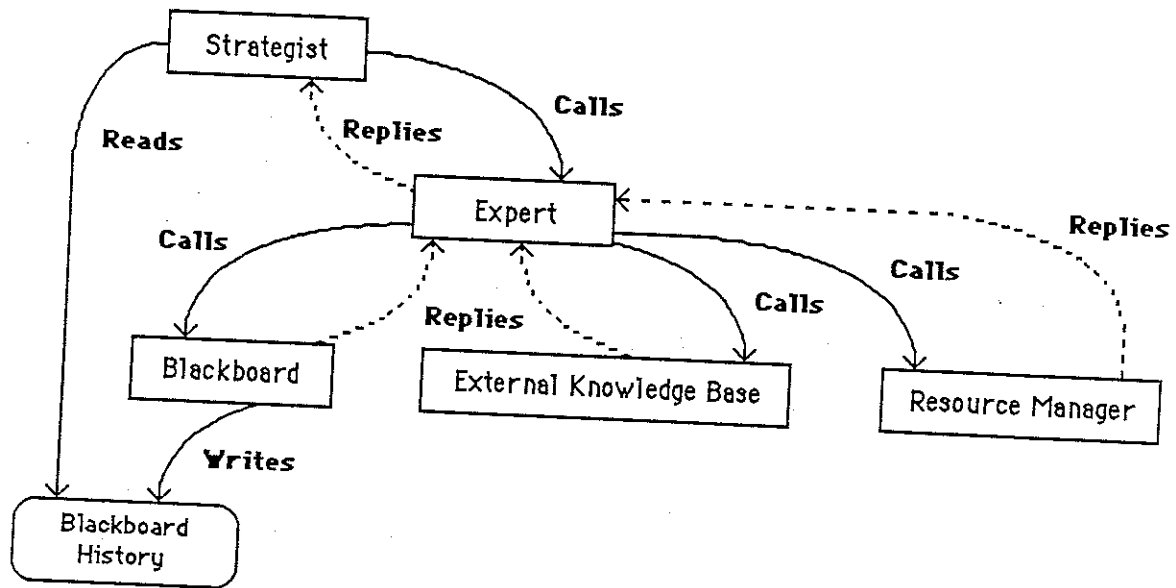 Strategist
Calls
Replies
Reads
Expert
Replies
Calls
Calls
Calls
Replies
Blackboard
External Knowledge Base
Resource Manager
Writes
Blackboard
History